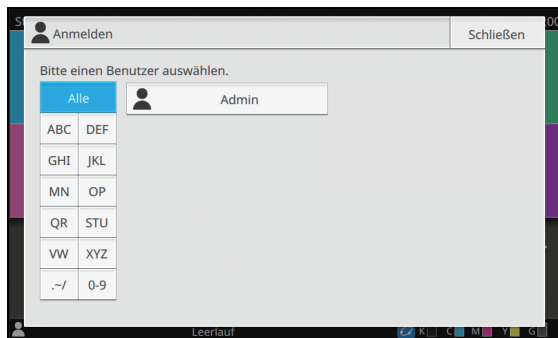 Anmelden
Schließen
Bitte einen Benutzer auswählen.
Alle
Admin
ABC DEF
GHI JKL
MN OP
QR STU
VW XYZ
.~/ 0-9
Leerlauf K C M Y G